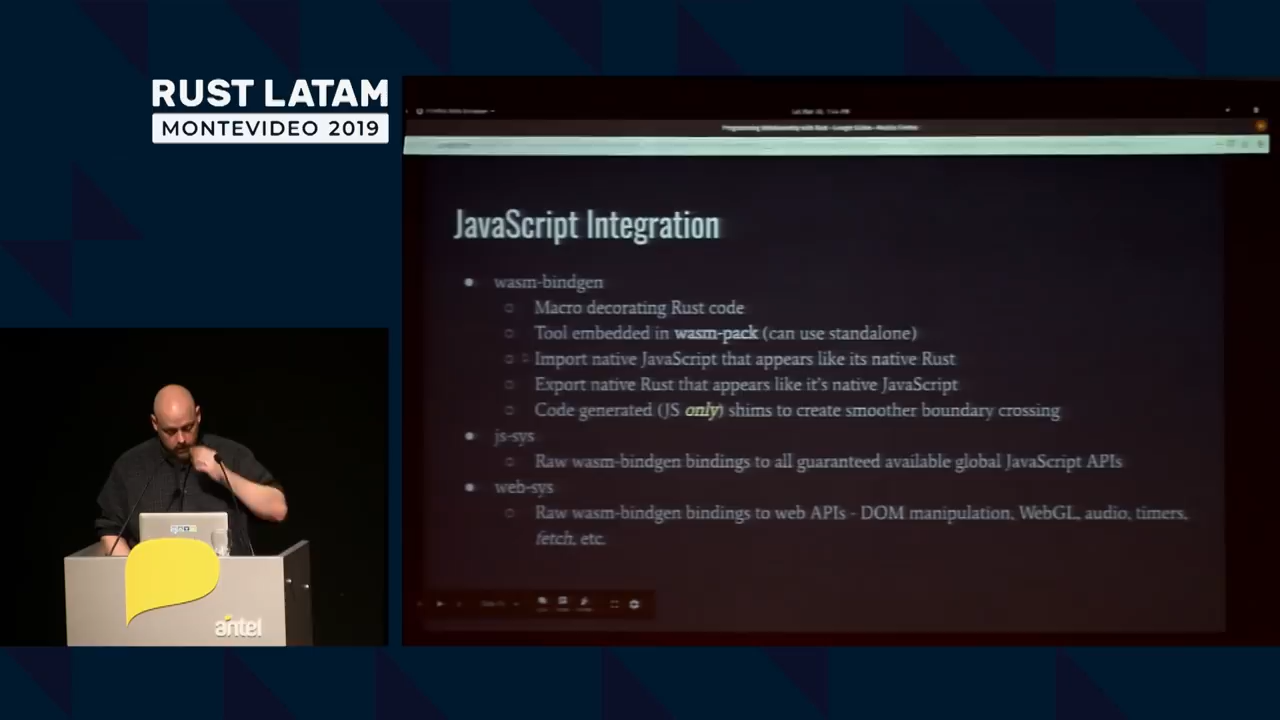 RUST LATAM
MONTEVIDEO 2019
JavaScript Integration
wasm-bindgen
Macro decorating Rust code
Tool embedded in wasm-pack (can use standalone)
Import native JavaScript that appears like its native Rust
Export native Rust that appears like it's native JavaScript
Code generated (JS only) shims to create smoother boundary crossing
js-sys
Raw wasm-bindgen bindings to all guaranteed available global JavaScript APIs
web-sys
Raw wasm-bindgen bindings to web APIs - DOM manipulation, WebGL, audio, timers,
fetch, etc.
antel